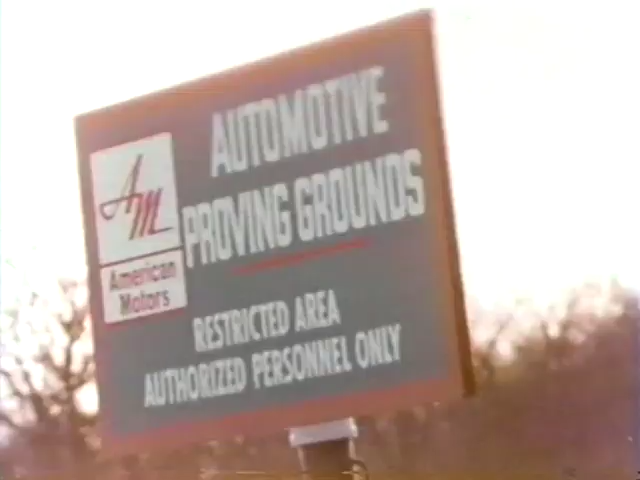 AM
American
Motors
AUTOMOTIVE
PROVING GROUNDS
RESTRICTED AREA
AUTHORIZED PERSONNEL ONLY